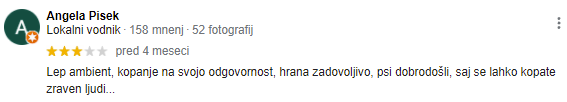 A
Angela Pisek
Lokalni vodnik · 158 mnenj · 52 fotografij
pred 4 meseci
Lep ambient, kopanje na svojo odgovornost, hrana zadovoljivo, psi dobrodošli, saj se lahko kopate
zraven ljudi...